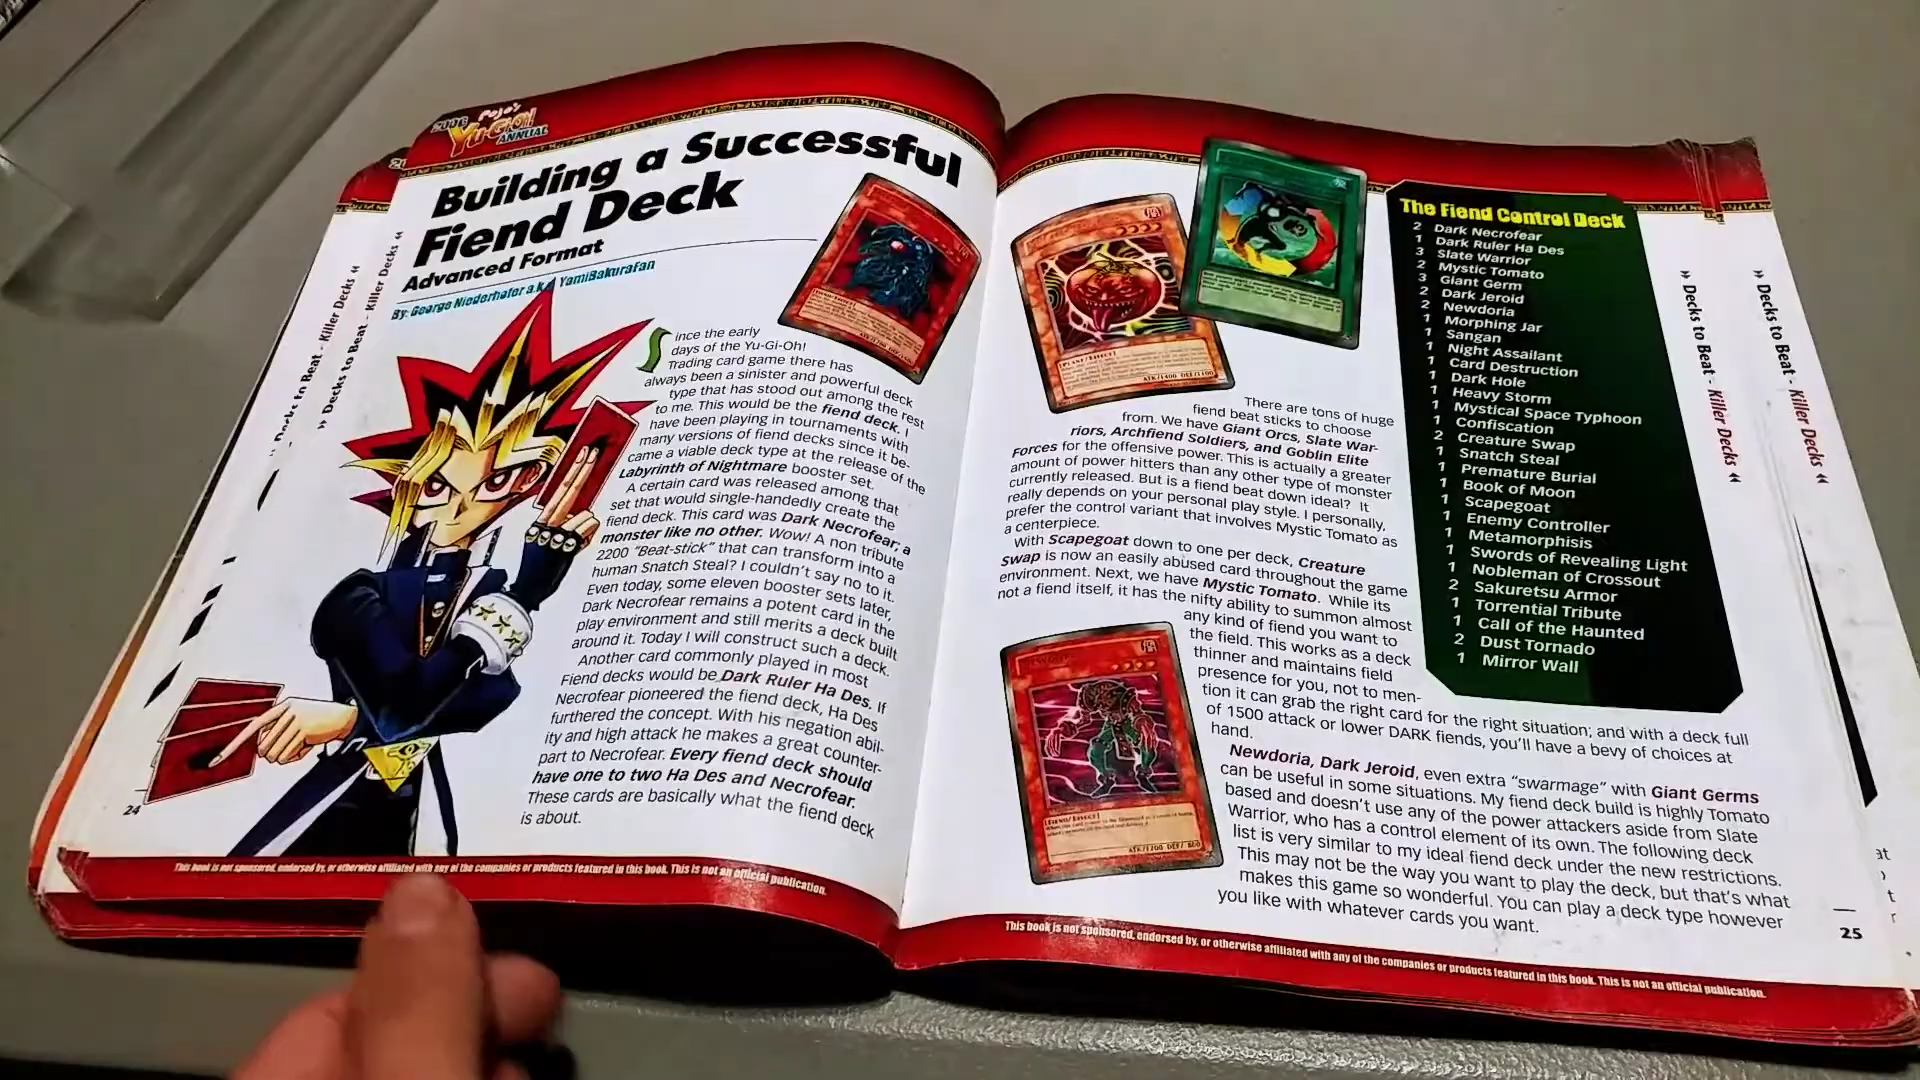 2006 Pojo's
Yu-Gi-Oh!
ANNUAL
Building a Successful
Fiend Deck
Advanced Format
By: George Niederhofer a.k.a YamiBakuraFan
Since the early
days of the Yu-Gi-Oh!
Trading card game there has
always been a sinister and powerful deck
type that has stood out among the rest
to me. This would be the fiend deck. I
have been playing in tournaments with
many versions of fiend decks since it be-
came a viable deck type at the release of the
Labyrinth of Nightmare booster set.
A certain card was released among that
set that would single-handedly create the
fiend deck. This card was Dark Necrofear; a
monster like no other. Wow! A non tribute
2200 "Beat-stick" that can transform into a
human Snatch Steal? I couldn't say no to it.
Even today, some eleven booster sets later,
Dark Necrofear remains a potent card in the
play environment and still merits a deck built
around it. Today I will construct such a deck.
Another card commonly played in most
Fiend decks would be Dark Ruler Ha Des. If
Necrofear pioneered the fiend deck, Ha Des
furthered the concept. With his negation abil-
ity and high attack he makes a great counter-
part to Necrofear. Every fiend deck should
have one to two Ha Des and Necrofear.
These cards are basically what the fiend deck
is about.
24
» Decks to Beat - Killer Decks «
» Decks to Beat - Killer Decks «
This book is not sponsored, endorsed by, or otherwise affiliated with any of the companies or products featured in this book. This is not an official publication.
There are tons of huge
fiend beat sticks to choose
from. We have Giant Orcs, Slate War-
riors, Archfiend Soldiers, and Goblin Elite
Forces for the offensive power. This is actually a greater
amount of power hitters than any other type of monster
currently released. But is a fiend beat down ideal? It
really depends on your personal play style. I personally,
prefer the control variant that involves Mystic Tomato as
a centerpiece.
With Scapegoat down to one per deck, Creature
Swap is now an easily abused card throughout the game
environment. Next, we have Mystic Tomato. While its
not a fiend itself, it has the nifty ability to summon almost
any kind of fiend you want to
the field. This works as a deck
thinner and maintains field
presence for you, not to men-
tion it can grab the right card for the right situation; and with a deck full
of 1500 attack or lower DARK fiends, you'll have a bevy of choices at
hand.
Newdoria, Dark Jeroid, even extra "swarmage" with Giant Germs
can be useful in some situations. My fiend deck build is highly Tomato
based and doesn't use any of the power attackers aside from Slate
Warrior, who has a control element of its own. The following deck
list is very similar to my ideal fiend deck under the new restrictions.
This may not be the way you want to play the deck, but that's what
makes this game so wonderful. You can play a deck type however
you like with whatever cards you want.
[PLANT/EFFECT]
ATK/1400 DEF/1100
[FIEND/EFFECT]
ATK/1200 DEF/ 800
The Fiend Control Deck
2 Dark Necrofear
1 Dark Ruler Ha Des
3 Slate Warrior
2 Mystic Tomato
3 Giant Germ
2 Dark Jeroid
2 Newdoria
1 Morphing Jar
1 Sangan
1 Night Assailant
1 Card Destruction
1 Dark Hole
1 Heavy Storm
1 Mystical Space Typhoon
1 Confiscation
2 Creature Swap
1 Snatch Steal
1 Premature Burial
1 Book of Moon
1 Scapegoat
1 Enemy Controller
1 Metamorphisis
1 Swords of Revealing Light
1 Nobleman of Crossout
2 Sakuretsu Armor
1 Torrential Tribute
1 Call of the Haunted
2 Dust Tornado
1 Mirror Wall
» Decks to Beat - Killer Decks «
» Decks to Beat - Killer Decks «
25
This book is not sponsored, endorsed by, or otherwise affiliated with any of the companies or products featured in this book. This is not an official publication.